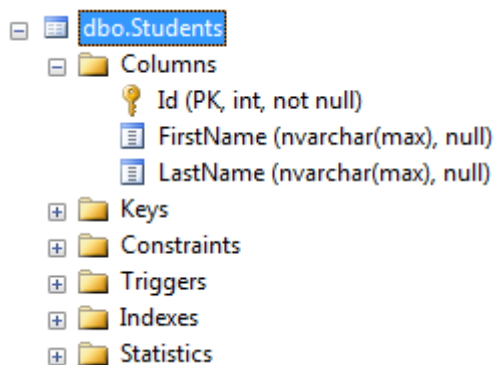 dbo.Students
Columns
Id (PK, int, not null)
FirstName (nvarchar(max), null)
LastName (nvarchar(max), null)
Keys
Constraints
Triggers
Indexes
Statistics